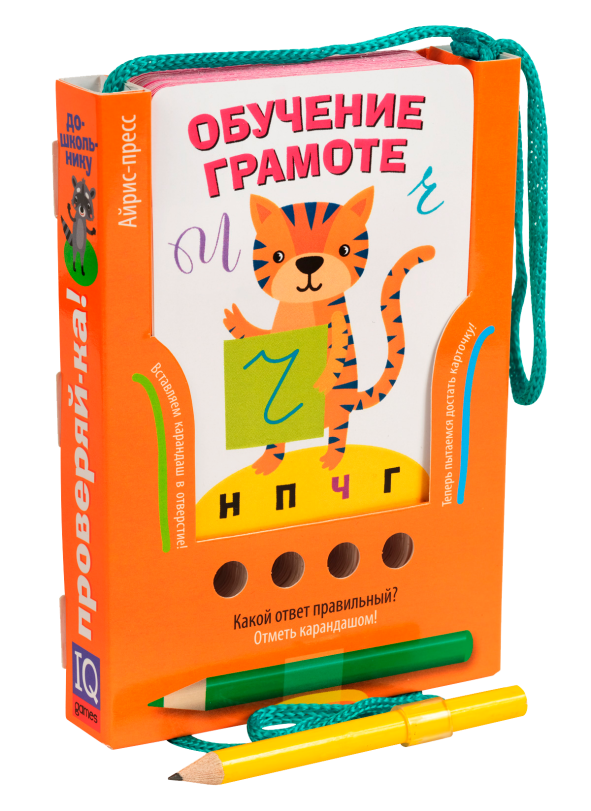 ОБУЧЕНИЕ
ГРАМОТЕ
и
ч
ч
Н П Ч Г
Айрис-пресс
Вставляем карандаш в отверстие!
Теперь пытаемся достать карточку!
Какой ответ правильный?
Отметь карандашом!
ДО-
ШКОЛЬ-
НИКУ
проверяй-ка!
IQ
games